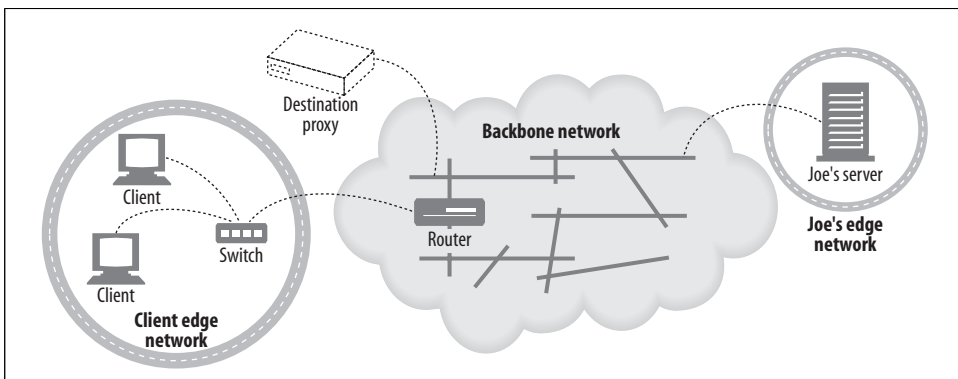 Destination
proxy
Backbone network
Client
Client
Switch
Client edge
network
Router
Joe's server
Joe's edge
network